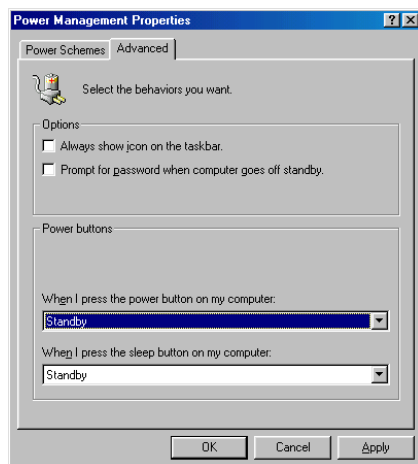 Power Management Properties
Power Schemes
Advanced
Select the behaviors you want.
Options
Always show icon on the taskbar.
Prompt for password when computer goes off standby.
Power buttons
When I press the power button on my computer:
Standby
When I press the sleep button on my computer:
Standby
OK
Cancel
Apply